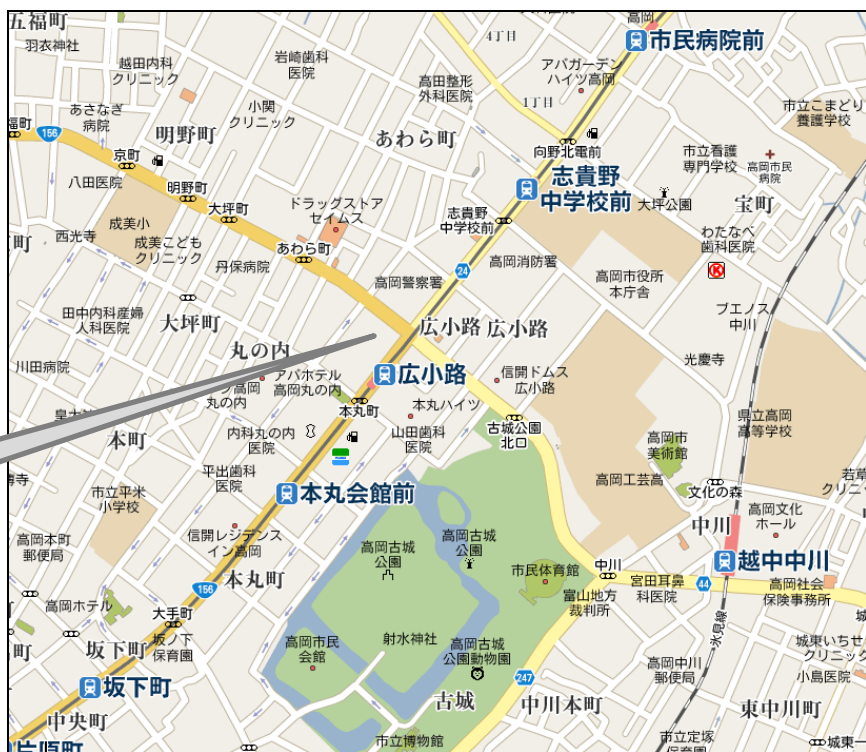 五福町
羽衣神社
越田内科
クリニック
岩崎歯科
医院
4丁目
高岡
市民病院前
アパガーデン
ハイツ高岡
高田整形
外科医院
1丁目
小関
クリニック
あさなぎ
病院
市立こまどり
養護学校
福町
156
明野町
あわら町
京町
向野北電前
市立看護
専門学校
高岡市民
病院
八田医院
明野町
志貴野
中学校前
大坪公園
宝町
大坪町
ドラッグストア
セイムス
志貴野
中学校前
わたなべ
歯科医院
成美小
西光寺
成美こども
クリニック
あわら町
丹保病院
24
高岡消防署
高岡警察署
高岡市役所
本庁舎
K
ブエノス
中川
田中内科産婦
人科医院
大坪町
丸の内
広小路
広小路
光慶寺
川田病院
アパホテル
高岡丸の内
高岡
丸の内
広小路
信開ドムス
広小路
本丸町
本丸ハイツ
本町
内科丸の内
医院
山田歯科
医院
古城公園
北口
高岡市
美術館
県立高岡
高等学校
平出歯科
医院
市立平米
小学校
本丸会館前
高岡工芸高
文化の森
若草
クリニッ
信開レジデンス
イン高岡
高岡古城
公園
高岡古城
公園
中川
高岡文化
ホール
高岡本町
郵便局
市民体育館
中川
越中中川
宮田耳鼻
科医院
44
高岡社会
保険事務所
本丸町
156
富山地方
裁判所
高岡ホテル
大手町
坂下町
坂ノ下
保育園
高岡市民
会館
射水神社
高岡古城
公園動物園
氷見線
城東いちせ
クリニック
高岡中川
郵便局
小島医院
坂下町
247
古城
中川本町
東中川町
中央町
片原町
市立博物館
市立定塚
保育園
城東一